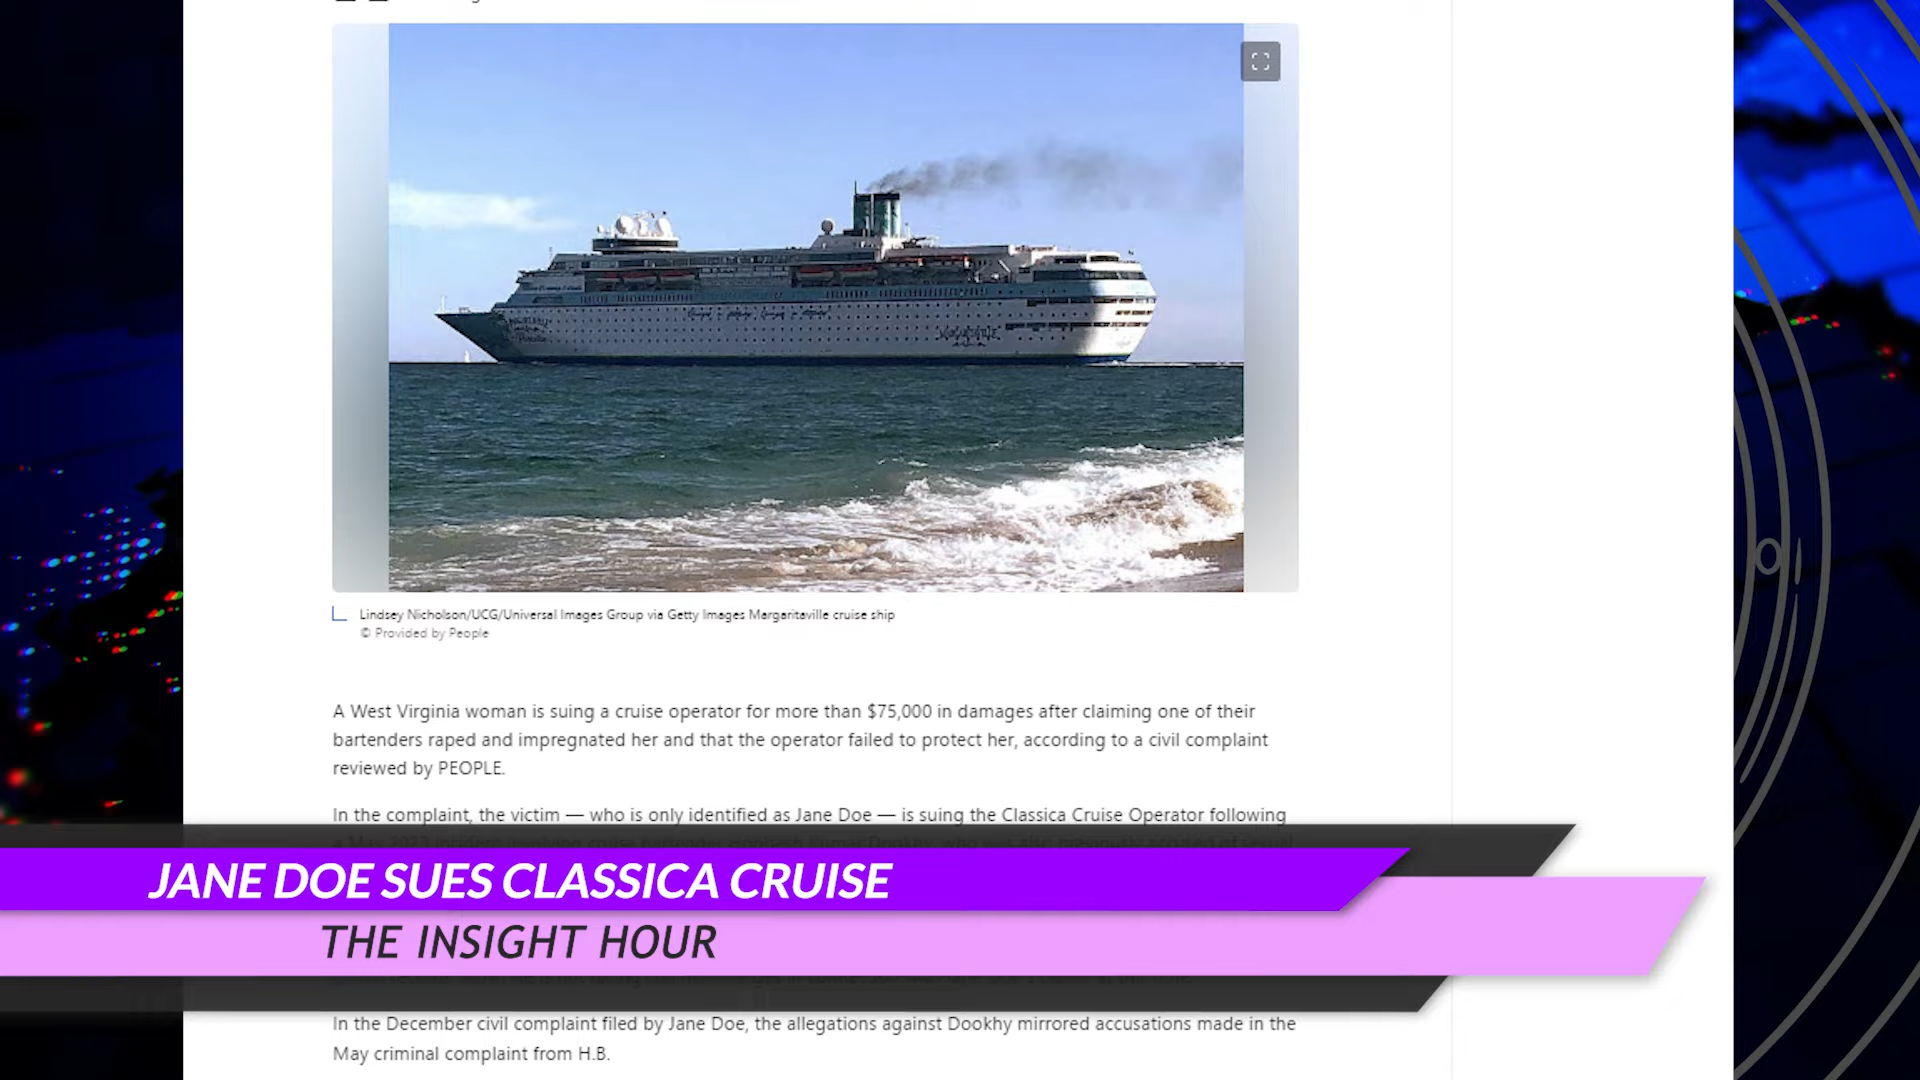 Lindsey Nicholson/UCG/Universal Images Group via Getty Images Margaritaville cruise ship
© Provided by People
A West Virginia woman is suing a cruise operator for more than $75,000 in damages after claiming one of their
bartenders raped and impregnated her and that the operator failed to protect her, according to a civil complaint
reviewed by PEOPLE.
In the complaint, the victim — who is only identified as Jane Doe — is suing the Classica Cruise Operator following
JANE DOE SUES CLASSICA CRUISE
THE INSIGHT HOUR
In the December civil complaint filed by Jane Doe, the allegations against Dookhy mirrored accusations made in the
May criminal complaint from H.B.